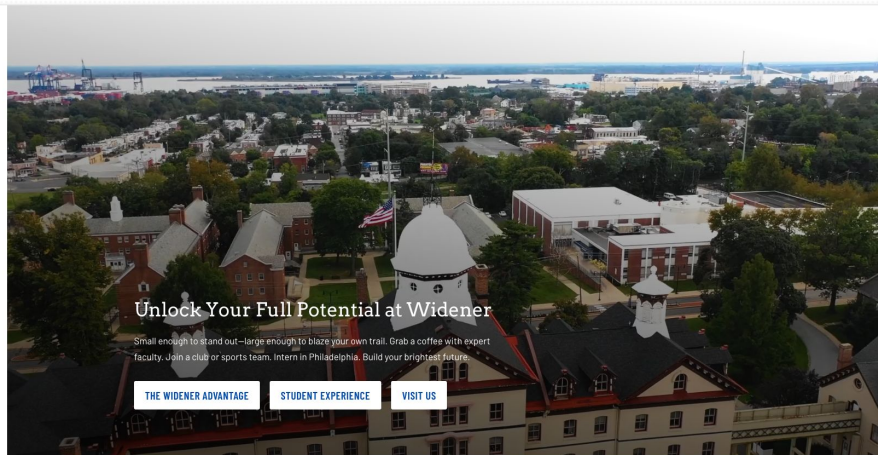 Unlock Your Full Potential at Widener
Small enough to stand out—large enough to blaze your own trail. Grab a coffee with expert
faculty. Join a club or sports team. Intern in Philadelphia. Build your brightest future.
THE WIDENER ADVANTAGE
STUDENT EXPERIENCE
VISIT US